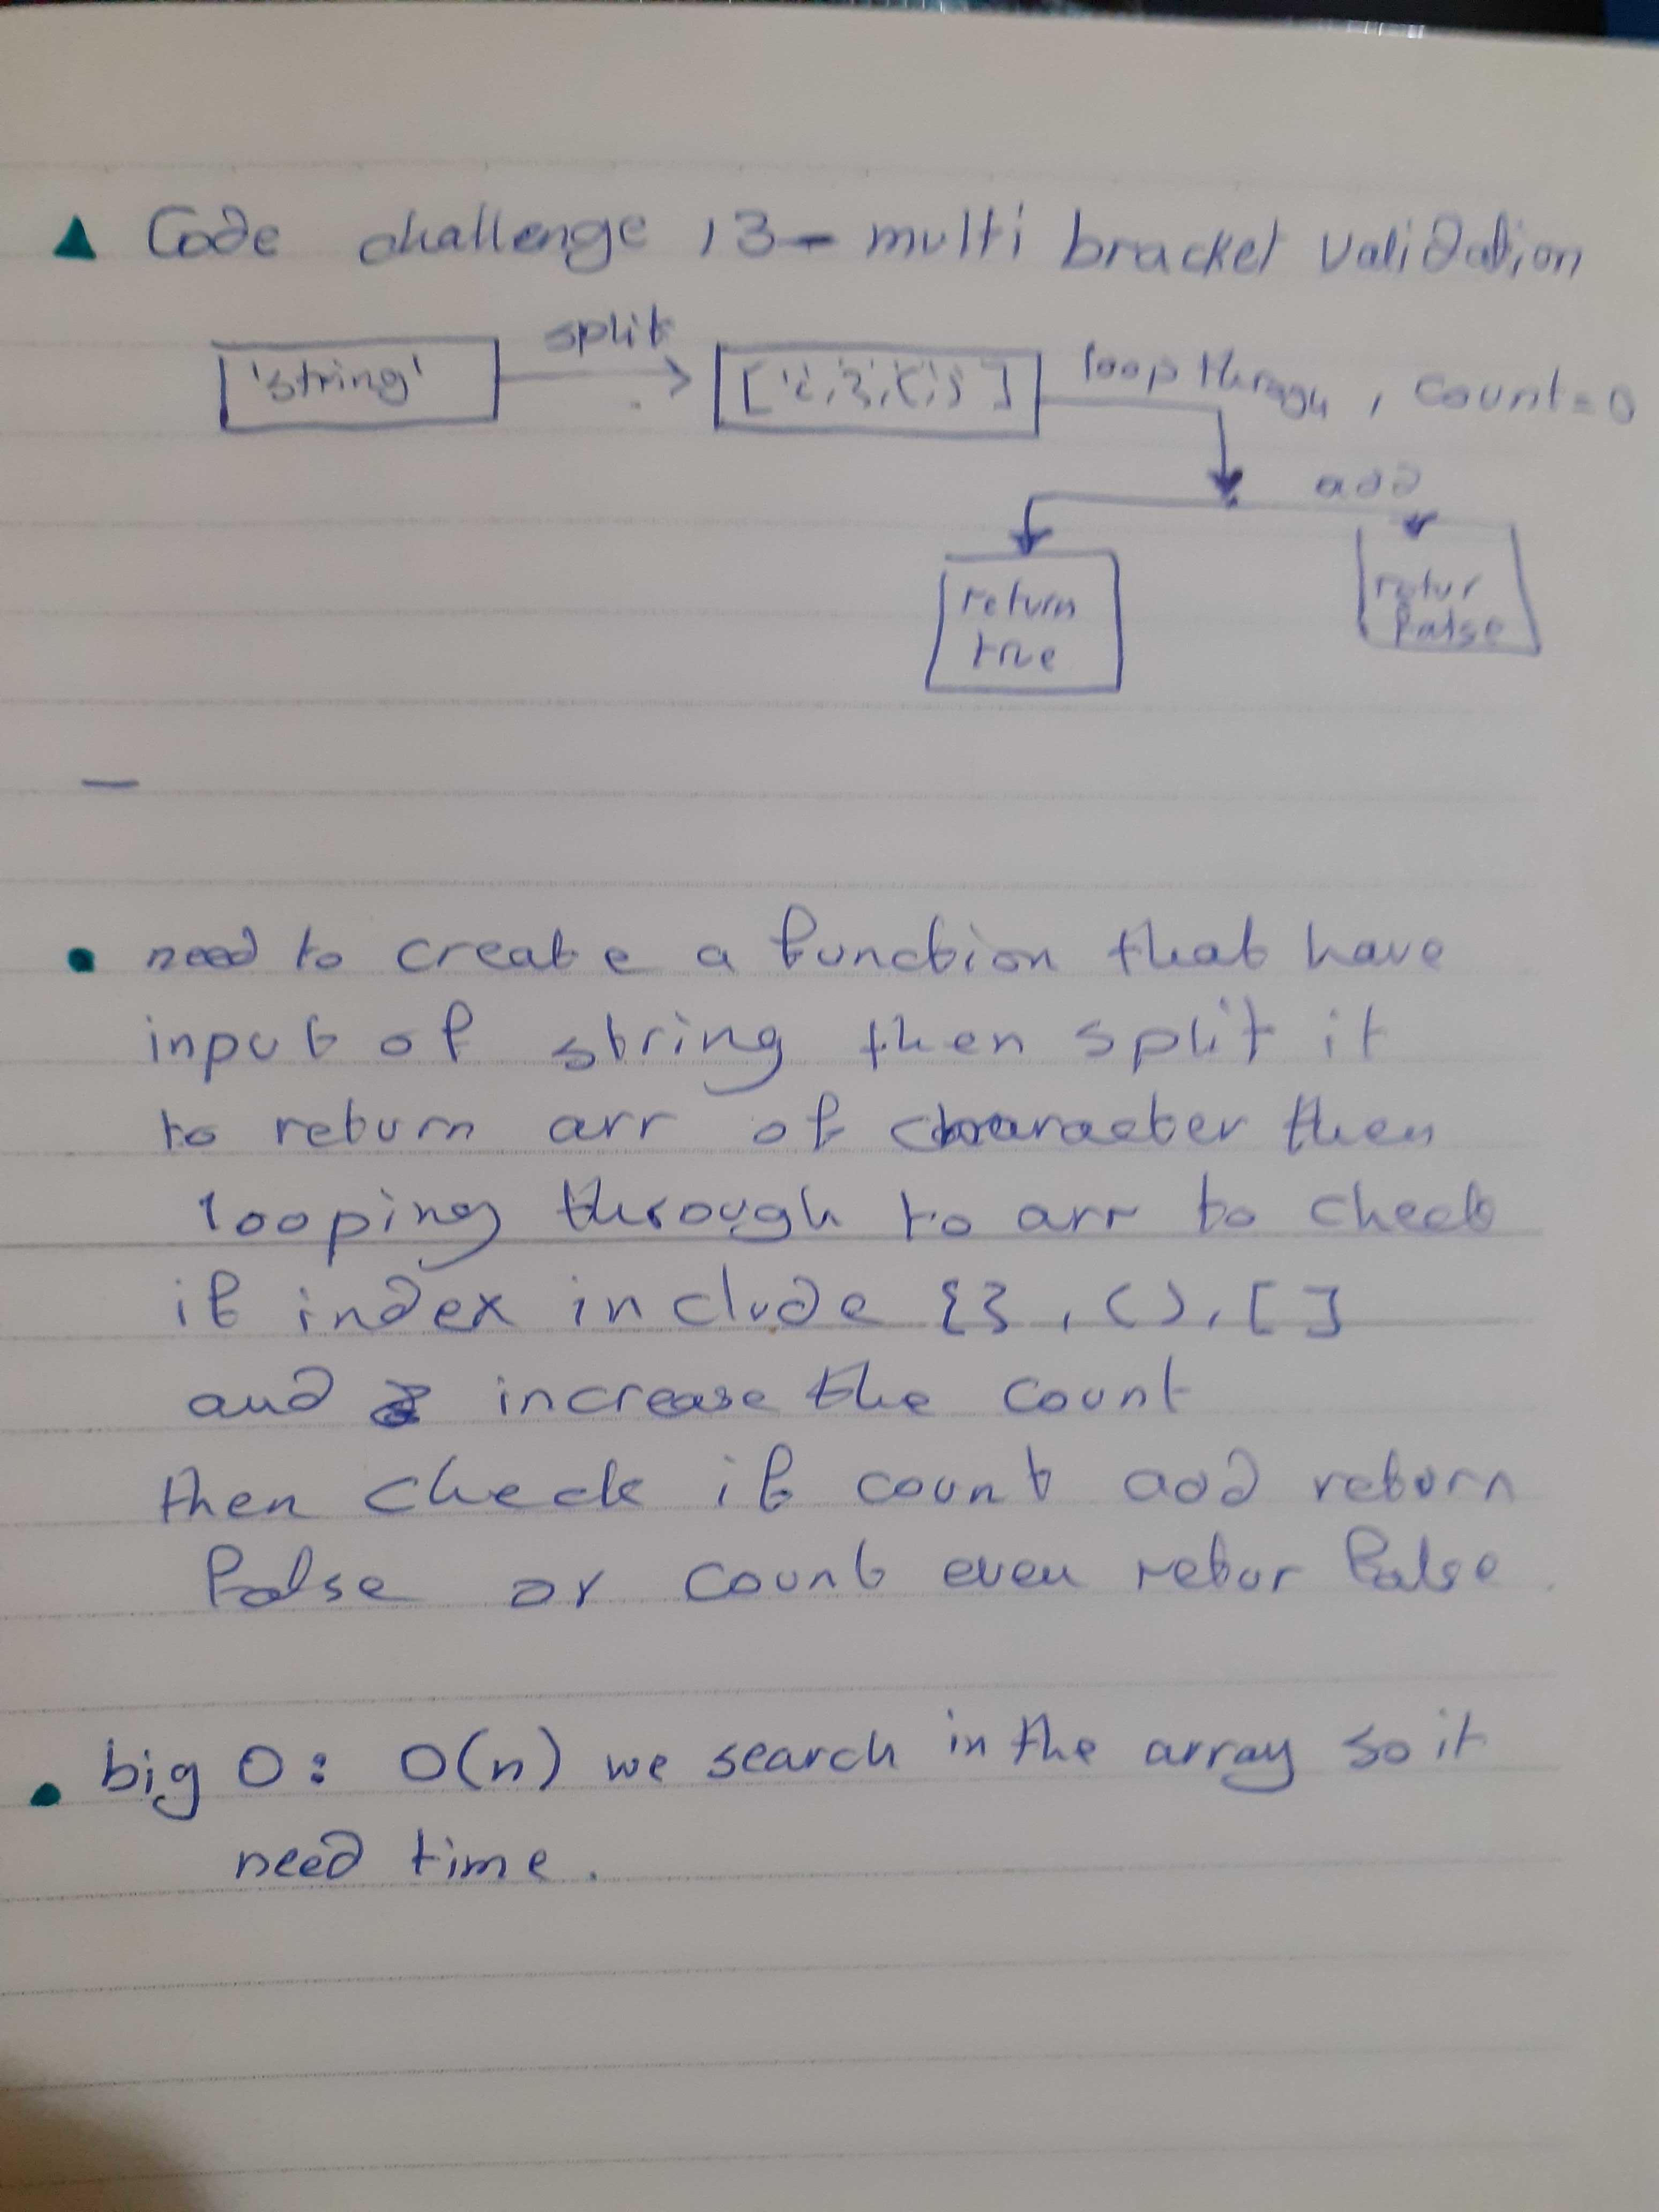 Code challenge 13 - multi bracket validation
'string'
split
loop through, count = 0
add
return
true
retur
false
need to create a function that have
input of string then split it
to return arr of character then
looping through to arr to check
if index include {}, (), []
and increase the count
then check if count add return
false or count even retur false.
big O: O(n) we search in the array so it
need time.